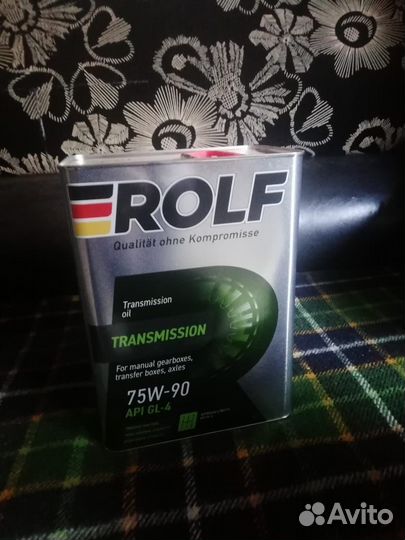 ROLF
Qualität ohne Kompromisse
Transmission
oil
TRANSMISSION
For manual gearboxes,
transfer boxes, axles
75W-90
API GL-4
Avito